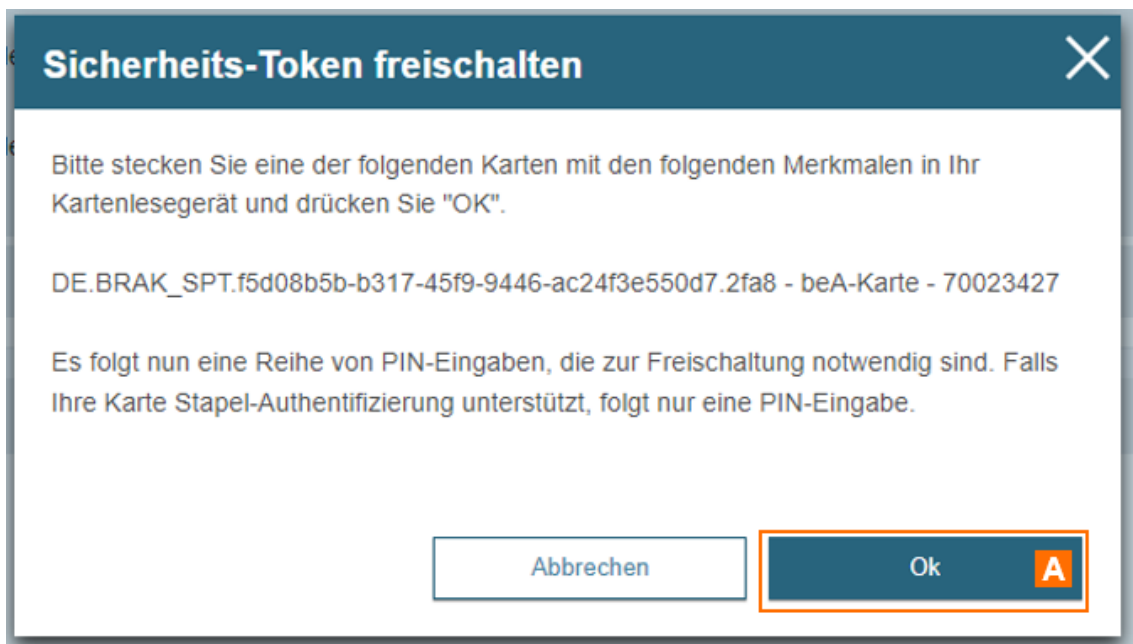 Sicherheits-Token freischalten
Bitte stecken Sie eine der folgenden Karten mit den folgenden Merkmalen in Ihr
Kartenlesegerät und drücken Sie "OK".
DE.BRAK_SPT.f5d08b5b-b317-45f9-9446-ac24f3e550d7.2fa8 - beA-Karte - 70023427
Es folgt nun eine Reihe von PIN-Eingaben, die zur Freischaltung notwendig sind. Falls
Ihre Karte Stapel-Authentifizierung unterstützt, folgt nur eine PIN-Eingabe.
Abbrechen
Ok
A